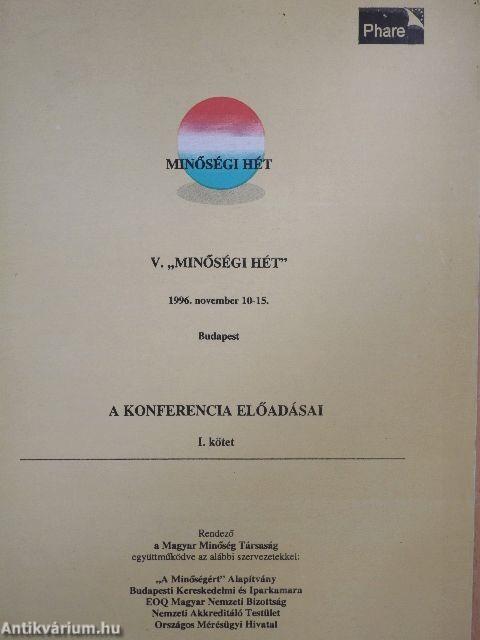 Phare
MINŐSÉGI HÉT
V. „MINŐSÉGI HÉT”
1996. november 10-15.
Budapest
A KONFERENCIA ELŐADÁSAI
I. kötet
Rendező
a Magyar Minőség Társaság
együttműködve az alábbi szervezetekkel:
„A Minőségért” Alapítvány
Budapesti Kereskedelmi és Iparkamara
EOQ Magyar Nemzeti Bizottság
Nemzeti Akkreditáló Testület
Országos Mérésügyi Hivatal
Antikvárium.hu